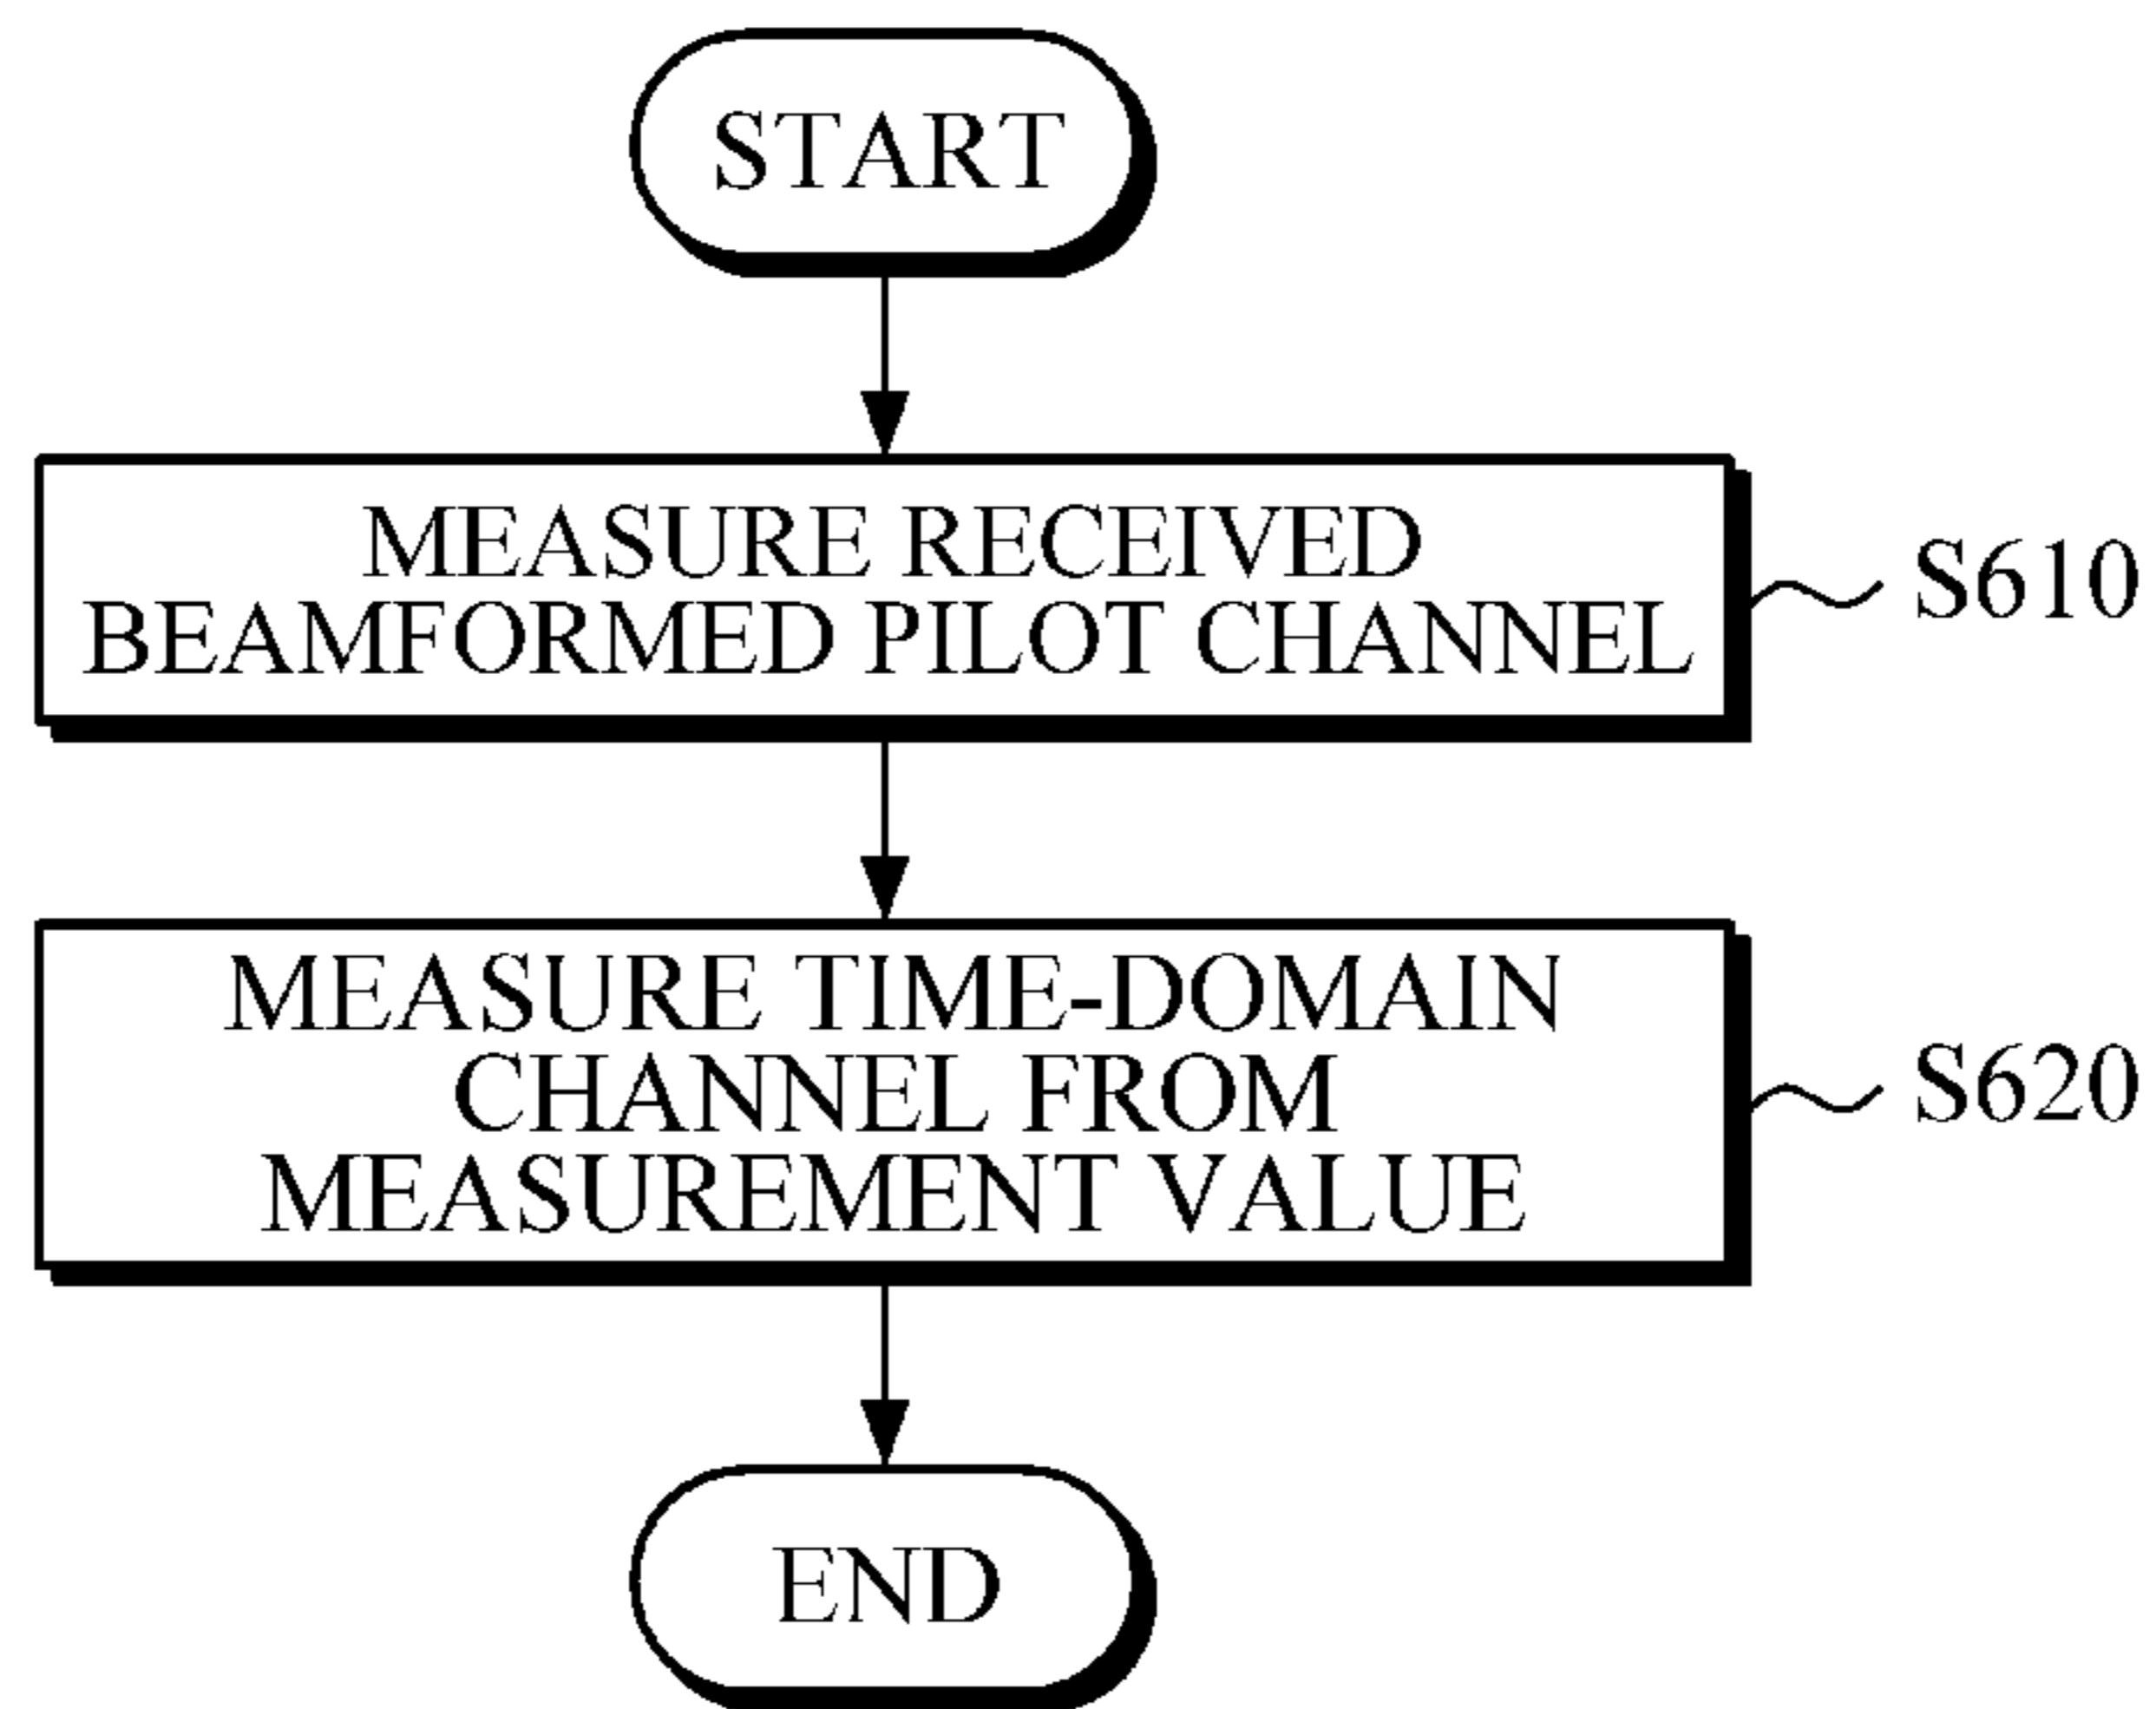 START
MEASURE RECEIVED
BEAMFORMED PILOT CHANNEL
S610
MEASURE TIME-DOMAIN
CHANNEL FROM
MEASUREMENT VALUE
S620
END